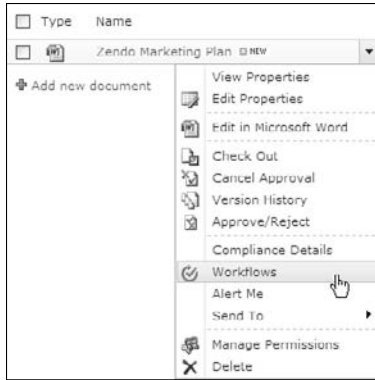 Type Name
Zendo Marketing Plan NEW
Add new document
View Properties
Edit Properties
Edit in Microsoft Word
Check Out
Cancel Approval
Version History
Approve/Reject
Compliance Details
Workflows
Alert Me
Send To
Manage Permissions
Delete